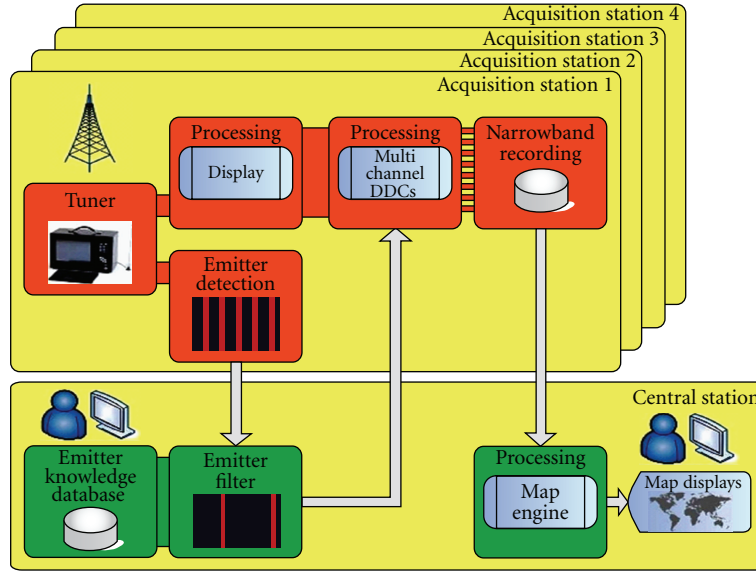 Acquisition station 4
Acquisition station 3
Acquisition station 2
Acquisition station 1
Processing
Display
Processing
Multi
channel
DDCs
Narrowband
recording
Tuner
Emitter
detection
Central station
Emitter
knowledge
database
Emitter
filter
Processing
Map
engine
Map displays